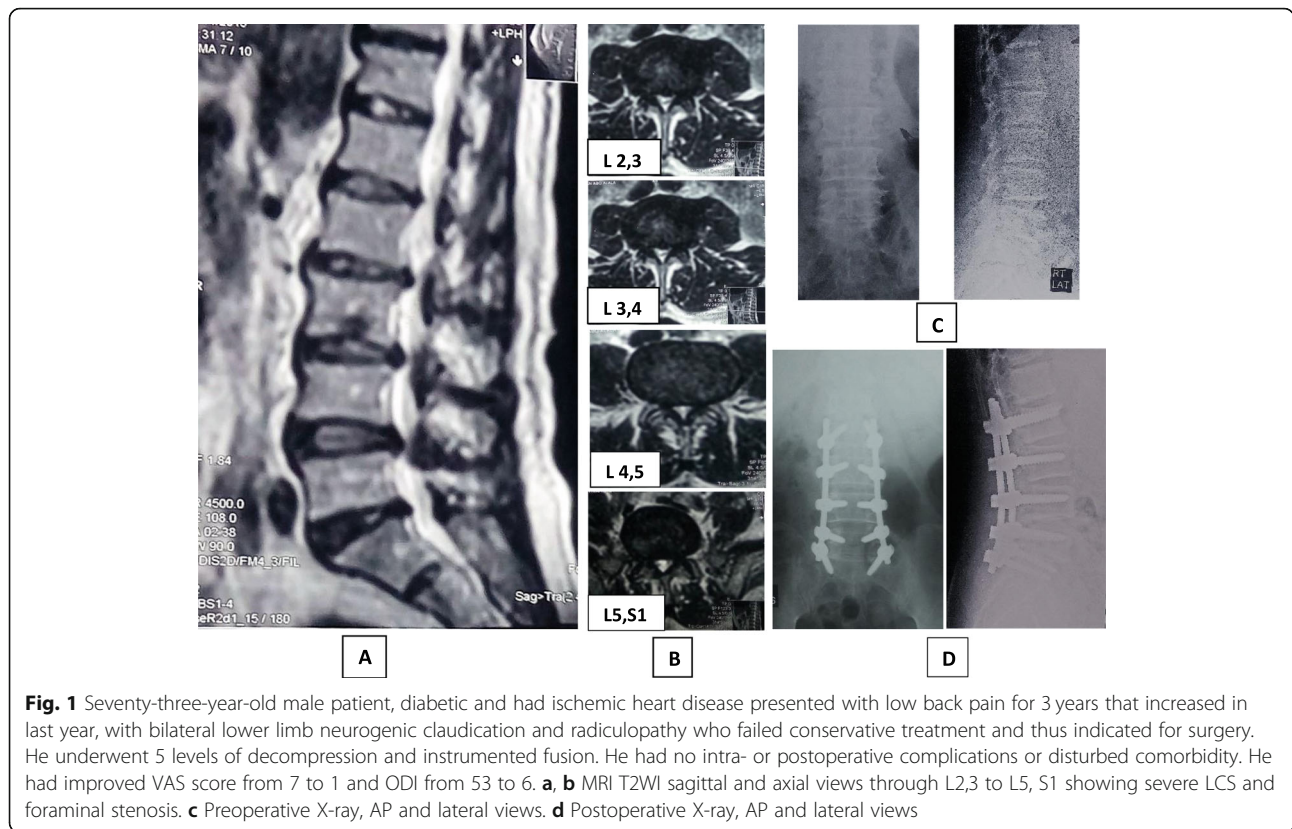 31 12
MA 7 / 10
+LPH
R
F 1.84
4500.0
108.0
02-38
90.0
DIS2D/FM4_3/FIL
BS1-4
seR2d1_15 / 180
Sag>Tra(2
A
L 2,3
L 3,4
L 4,5
L5,S1
B
RT
LAT
C
D
Fig. 1 Seventy-three-year-old male patient, diabetic and had ischemic heart disease presented with low back pain for 3 years that increased in
last year, with bilateral lower limb neurogenic claudication and radiculopathy who failed conservative treatment and thus indicated for surgery.
He underwent 5 levels of decompression and instrumented fusion. He had no intra- or postoperative complications or disturbed comorbidity. He
had improved VAS score from 7 to 1 and ODI from 53 to 6. a, b MRI T2WI sagittal and axial views through L2,3 to L5, S1 showing severe LCS and
foraminal stenosis. c Preoperative X-ray, AP and lateral views. d Postoperative X-ray, AP and lateral views